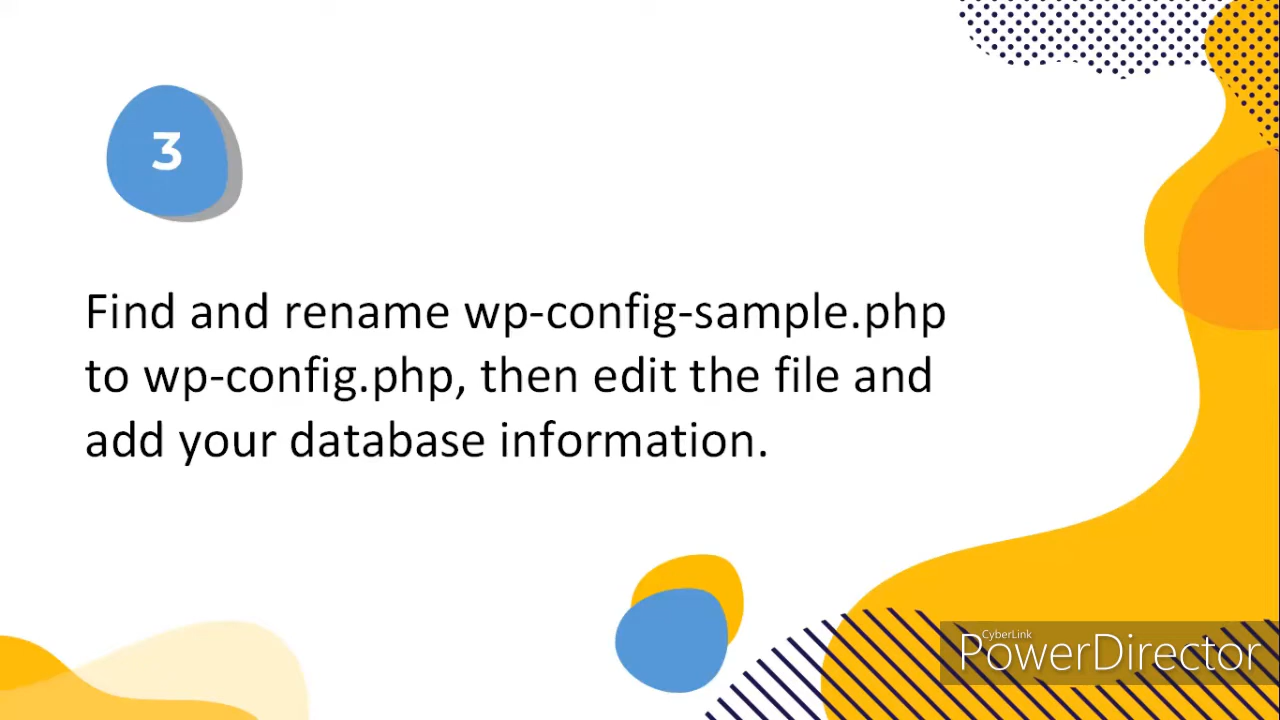 3
Find and rename wp-config-sample.php
to wp-config.php, then edit the file and
add your database information.
CyberLink
PowerDirector